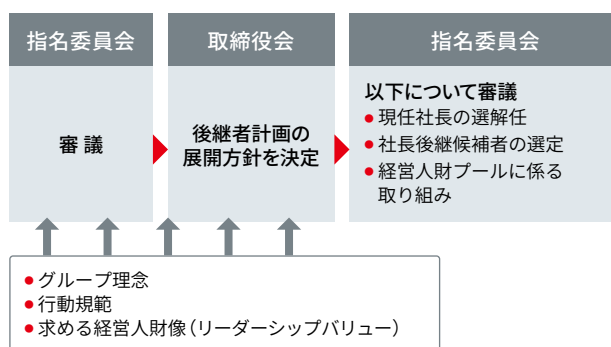 指名委員会
審議
取締役会
後継者計画の
展開方針を決定
指名委員会
以下について審議
●現任社長の選解任
●社長後継候補者の選定
●経営人財プールに係る
取り組み
●グループ理念
●行動規範
●求める経営人財像（リーダーシップバリュー）